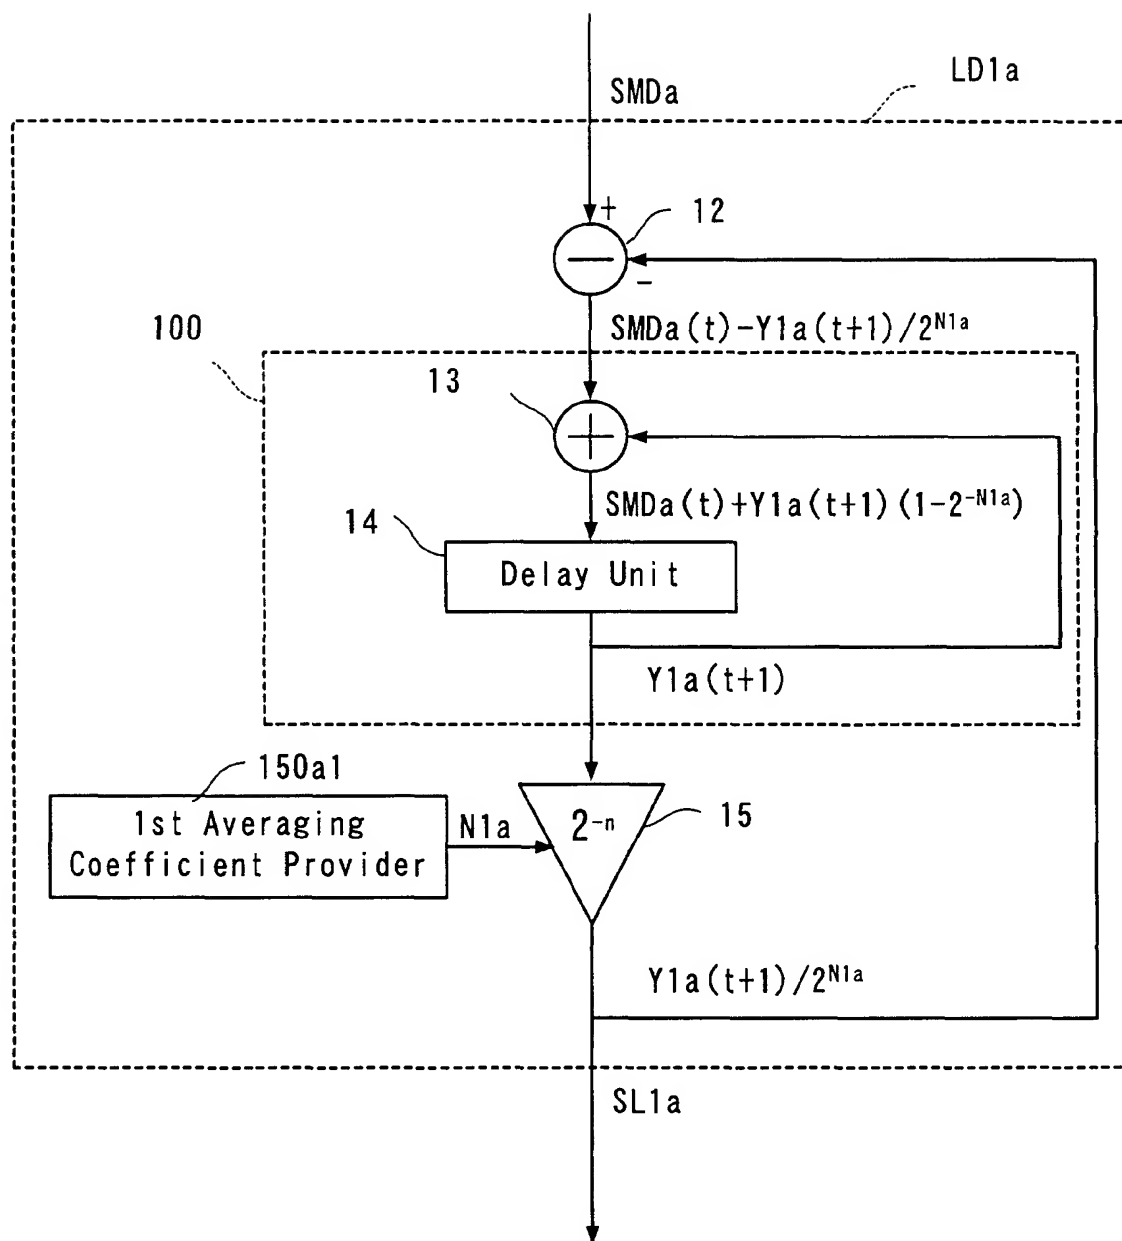 LD1a
SMDa
+
12
-
100
SMDa(t)-Y1a(t+1)/2^N1a
13
SMDa(t)+Y1a(t+1)(1-2^-N1a)
14
Delay Unit
Y1a(t+1)
150a1
1st Averaging
Coefficient Provider
N1a
2^-n
15
Y1a(t+1)/2^N1a
SL1a